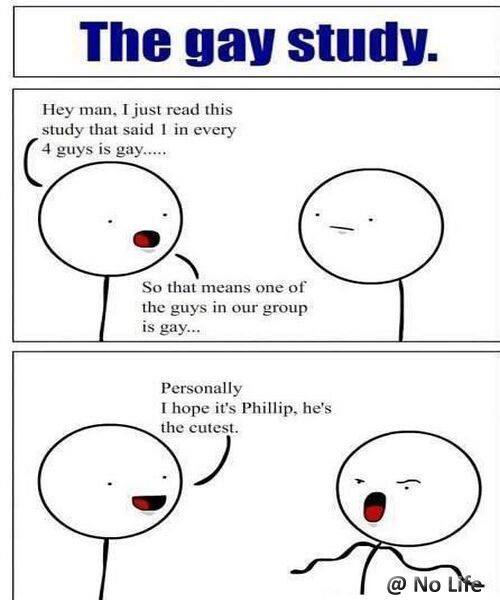 The gay study.
Hey man, I just read this
study that said 1 in every
4 guys is gay.....
So that means one of
the guys in our group
is gay...
Personally
I hope it's Phillip, he's
the cutest.
@ No Life